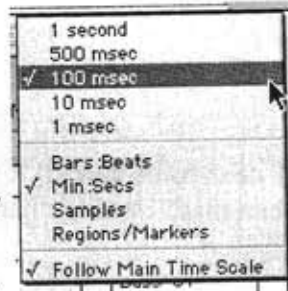 1 second
500 msec
✓ 100 msec
10 msec
1 msec
Bars:Beats
✓ Min:Secs
Samples
Regions/Markers
✓ Follow Main Time Scale